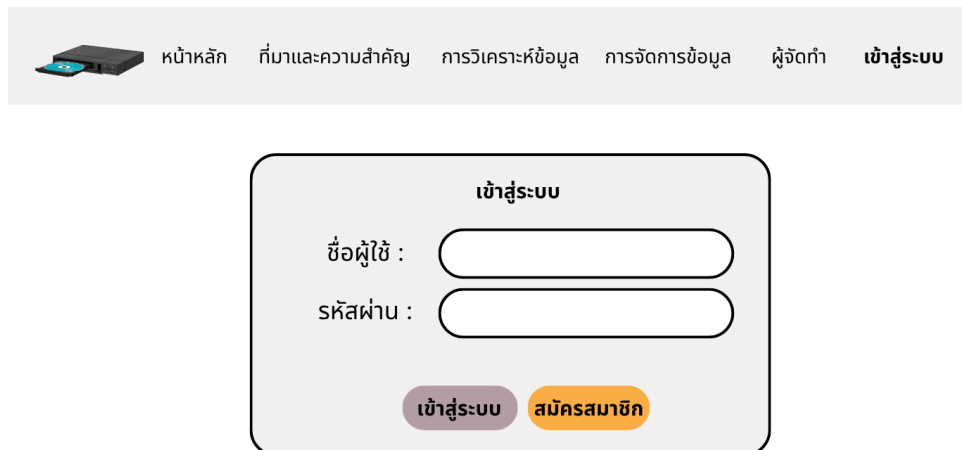 หน้าหลัก ที่มาและความสำคัญ การวิเคราะห์ข้อมูล การจัดการข้อมูล ผู้จัดทำ เข้าสู่ระบบ
เข้าสู่ระบบ
ชื่อผู้ใช้ :
รหัสผ่าน :
เข้าสู่ระบบ สมัครสมาชิก